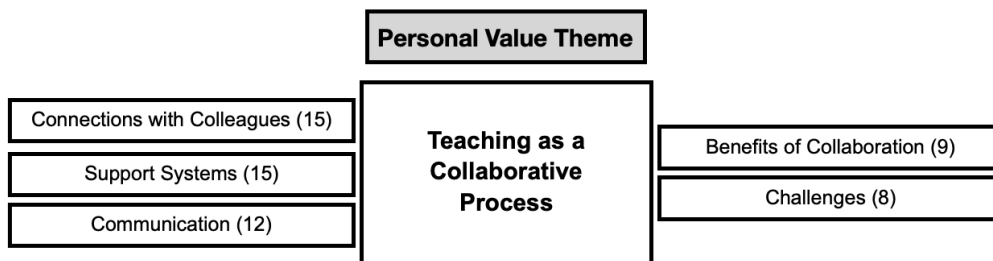 Personal Value Theme
Connections with Colleagues (15)
Support Systems (15)
Communication (12)
Teaching as a
Collaborative
Process
Benefits of Collaboration (9)
Challenges (8)